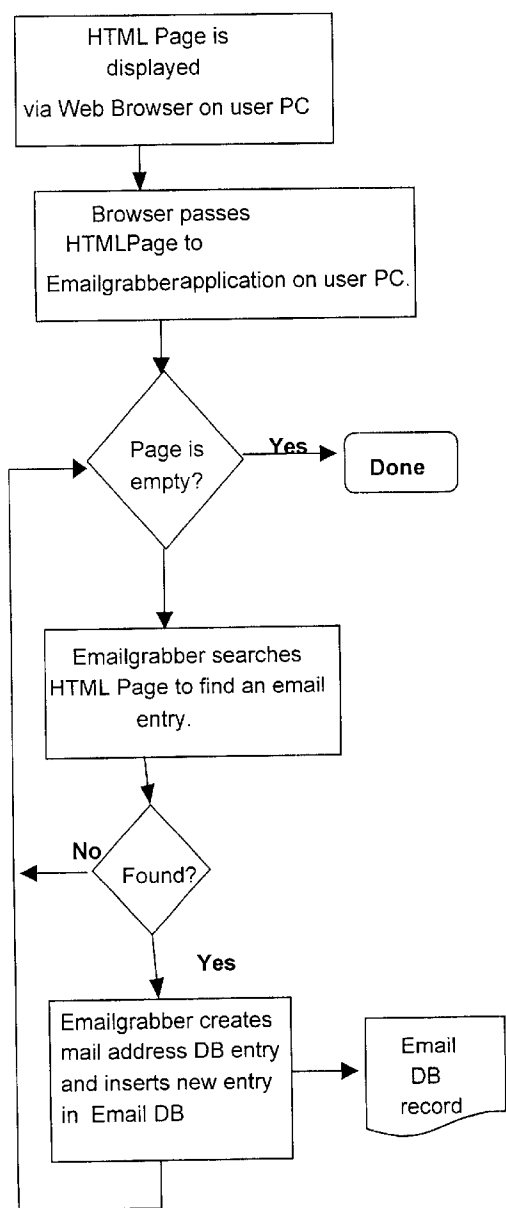 HTML Page is
displayed
via Web Browser on user PC
Browser passes
HTMLPage to
Emailgrabberapplication on user PC.
Page is
empty?
Yes
Done
Emailgrabber searches
HTML Page to find an email
entry.
No
Found?
Yes
Emailgrabber creates
mail address DB entry
and inserts new entry
in Email DB
Email
DB
record